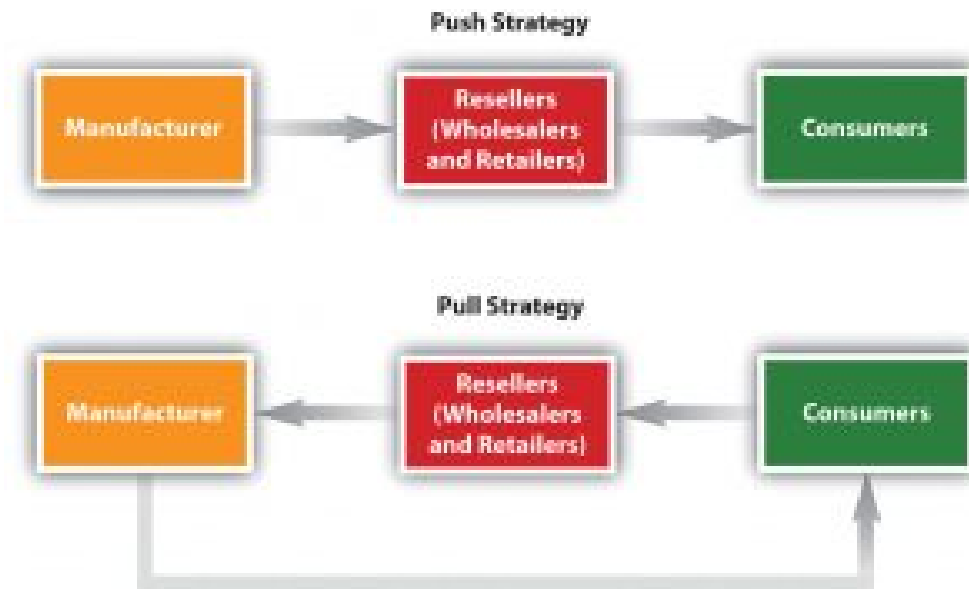 Push Strategy
Manufacturer
Resellers
(Wholesalers
and Retailers)
Consumers
Pull Strategy
Manufacturer
Resellers
(Wholesalers
and Retailers)
Consumers